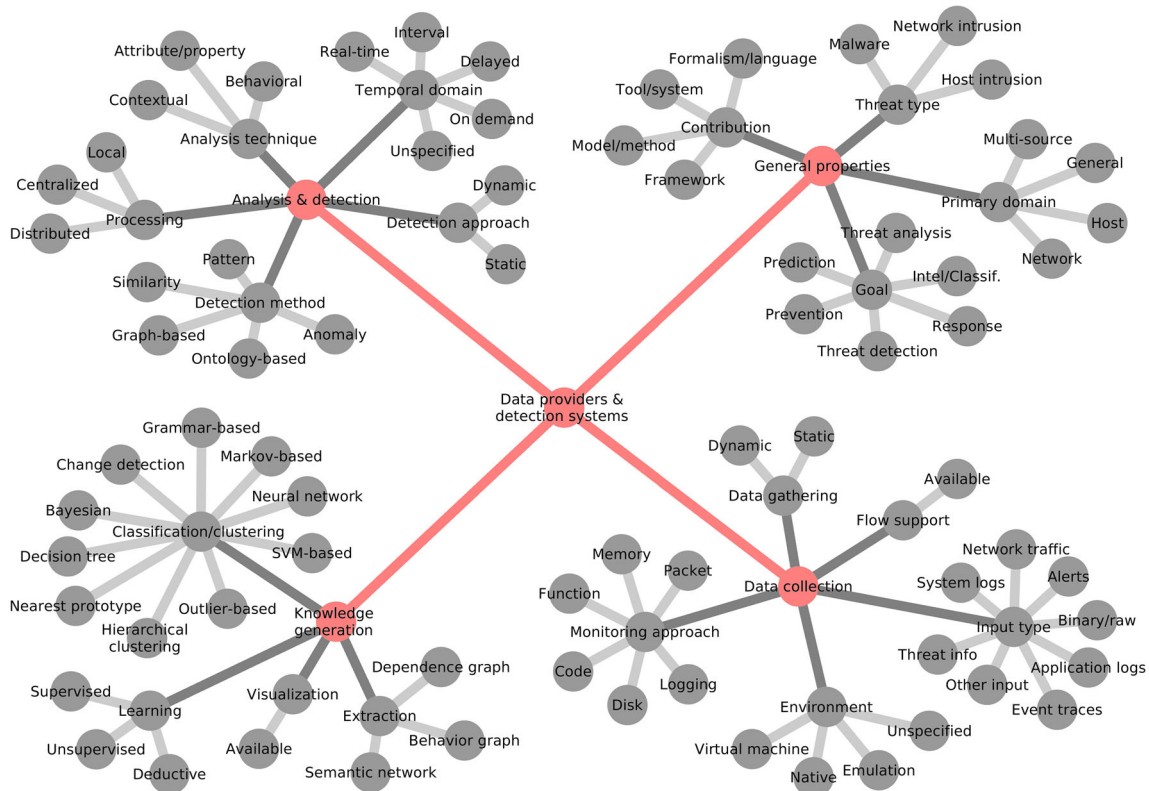 Attribute/property
Contextual
Behavioral
Analysis technique
Real-time
Interval
Delayed
Temporal domain
On demand
Unspecified
Local
Centralized
Distributed
Processing
Analysis & detection
Dynamic
Detection approach
Static
Pattern
Similarity
Detection method
Graph-based
Ontology-based
Anomaly
Formalism/language
Tool/system
Contribution
Model/method
Framework
Malware
Network intrusion
Host intrusion
Threat type
General properties
Multi-source
General
Primary domain
Host
Network
Threat analysis
Prediction
Intel/Classif.
Goal
Prevention
Response
Threat detection
Data providers &
detection systems
Grammar-based
Change detection
Markov-based
Bayesian
Neural network
Classification/clustering
Decision tree
SVM-based
Nearest prototype
Outlier-based
Hierarchical
clustering
Knowledge
generation
Supervised
Learning
Unsupervised
Deductive
Visualization
Available
Dependence graph
Extraction
Behavior graph
Semantic network
Dynamic
Static
Data gathering
Available
Flow support
Data collection
Memory
Packet
Function
Monitoring approach
Code
Disk
Logging
Network traffic
System logs
Alerts
Input type
Binary/raw
Threat info
Application logs
Other input
Event traces
Environment
Unspecified
Virtual machine
Native
Emulation